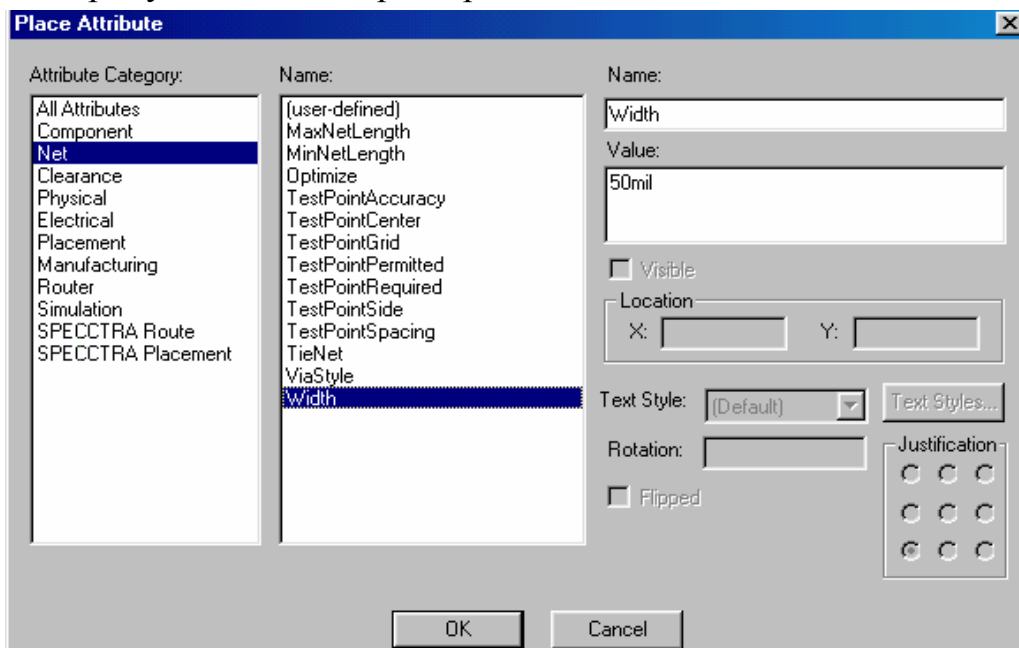 Place Attribute
Attribute Category:
All Attributes
Component
Net
Clearance
Physical
Electrical
Placement
Manufacturing
Router
Simulation
SPECCTRA Route
SPECCTRA Placement
Name:
(user-defined)
MaxNetLength
MinNetLength
Optimize
TestPointAccuracy
TestPointCenter
TestPointGrid
TestPointPermitted
TestPointRequired
TestPointSide
TestPointSpacing
TieNet
ViaStyle
Width
Name:
Width
Value:
50mil
Visible
Location
X: Y:
Text Style: (Default) Text Styles...
Rotation:
Justification
Flipped
OK Cancel